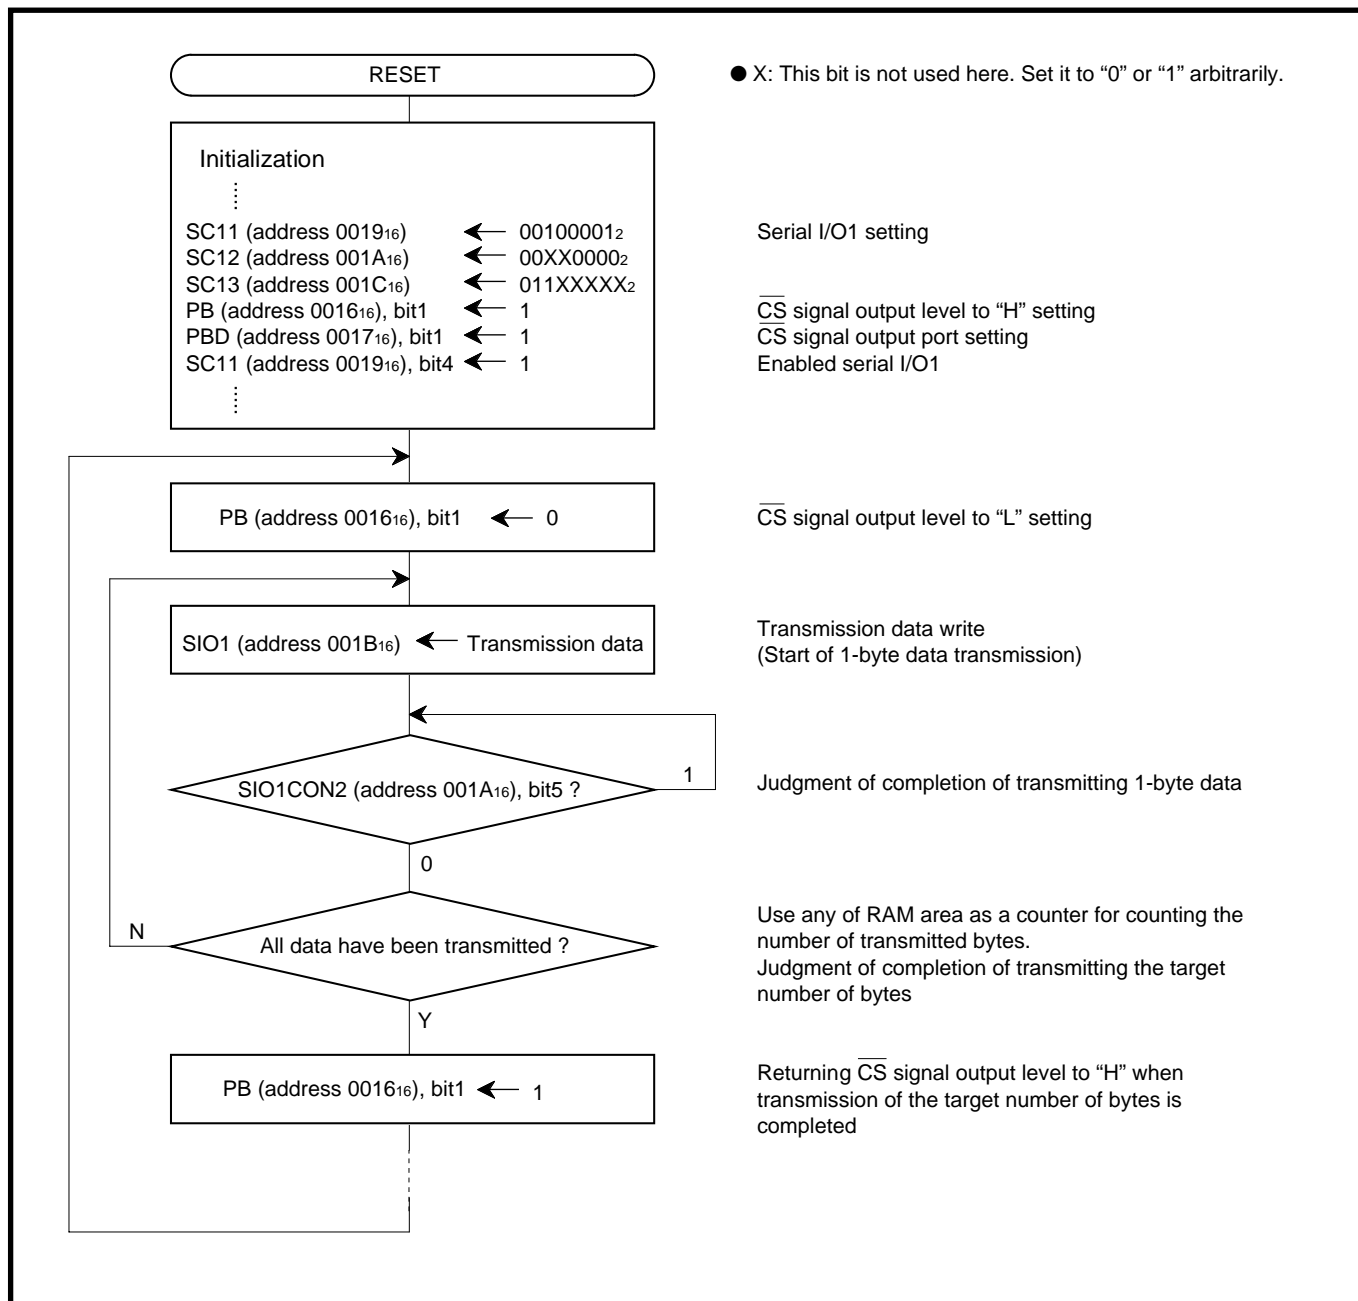 RESET
● X: This bit is not used here. Set it to “0” or “1” arbitrarily.
Initialization
SC11 (address 0019₁₆) ← 00100001₂ Serial I/O1 setting
SC12 (address 001A₁₆) ← 00XX0000₂
SC13 (address 001C₁₆) ← 011XXXXX₂
PB (address 0016₁₆), bit1 ← 1 C̅S̅ signal output level to “H” setting
PBD (address 0017₁₆), bit1 ← 1 C̅S̅ signal output port setting
SC11 (address 0019₁₆), bit4 ← 1 Enabled serial I/O1
PB (address 0016₁₆), bit1 ← 0 C̅S̅ signal output level to “L” setting
SIO1 (address 001B₁₆) ← Transmission data
Transmission data write
(Start of 1-byte data transmission)
1
SIO1CON2 (address 001A₁₆), bit5 ?
Judgment of completion of transmitting 1-byte data
0
N
All data have been transmitted ?
Use any of RAM area as a counter for counting the
number of transmitted bytes.
Judgment of completion of transmitting the target
number of bytes
Y
PB (address 0016₁₆), bit1 ← 1
Returning C̅S̅ signal output level to “H” when
transmission of the target number of bytes is
completed